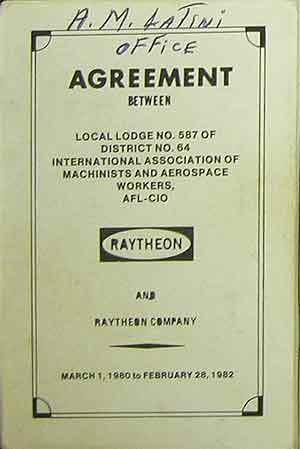 A. M. LATINI
OFFICE
AGREEMENT
BETWEEN
LOCAL LODGE NO. 587 OF
DISTRICT NO. 64
INTERNATIONAL ASSOCIATION OF
MACHINISTS AND AEROSPACE
WORKERS,
AFL-CIO
RAYTHEON
AND
RAYTHEON COMPANY
MARCH 1, 1980 to FEBRUARY 28, 1982